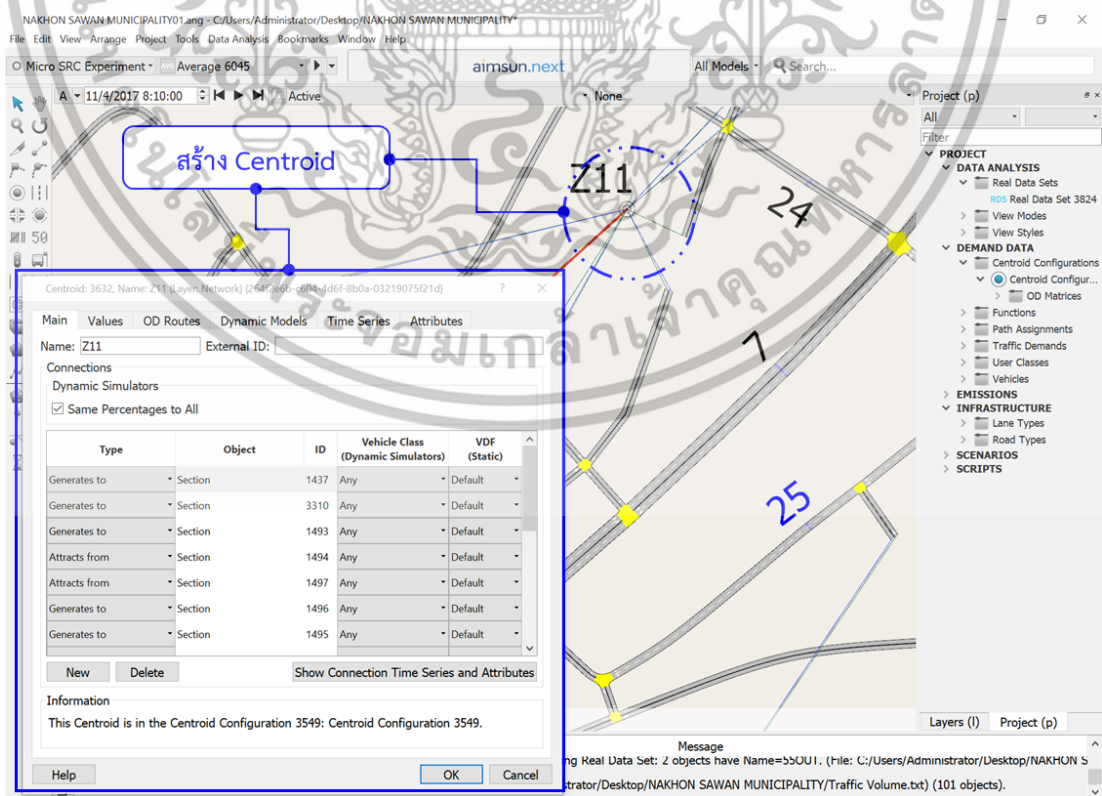 NAKHON SAWAN MUNICIPALITY01.ang - C:/Users/Administrator/Desktop/NAKHON SAWAN MUNICIPALITY*
File Edit View Arrange Project Tools Data Analysis Bookmarks Window Help
Micro SRC Experiment Average 6045 aimsun.next All Models Search...
A 11/4/2017 8:10:00 Active None Project (p)
All
Filter
สร้าง Centroid
Z11
24
7
25
50
PROJECT
DATA ANALYSIS
Real Data Sets
RDS Real Data Set 3824
View Modes
View Styles
DEMAND DATA
Centroid Configurations
Centroid Configur...
OD Matrices
Functions
Path Assignments
Traffic Demands
User Classes
Vehicles
EMISSIONS
INFRASTRUCTURE
Lane Types
Road Types
SCENARIOS
SCRIPTS
Layers (l) Project (p)
Centroid: 3632, Name: Z11 (Layer: Network) {264f2e6b-c604-4d6f-8b0a-03219075f21d}
Main Values OD Routes Dynamic Models Time Series Attributes
Name: Z11 External ID:
Connections
Dynamic Simulators
Same Percentages to All
Type Object ID Vehicle Class (Dynamic Simulators) VDF (Static)
Generates to Section 1437 Any Default
Generates to Section 3310 Any Default
Generates to Section 1493 Any Default
Attracts from Section 1494 Any Default
Attracts from Section 1497 Any Default
Generates to Section 1496 Any Default
Generates to Section 1495 Any Default
New Delete Show Connection Time Series and Attributes
Information
This Centroid is in the Centroid Configuration 3549: Centroid Configuration 3549.
Help OK Cancel
Message
ng Real Data Set: 2 objects have Name=55OUT. (File: C:/Users/Administrator/Desktop/NAKHON S
strator/Desktop/NAKHON SAWAN MUNICIPALITY/Traffic Volume.txt) (101 objects).